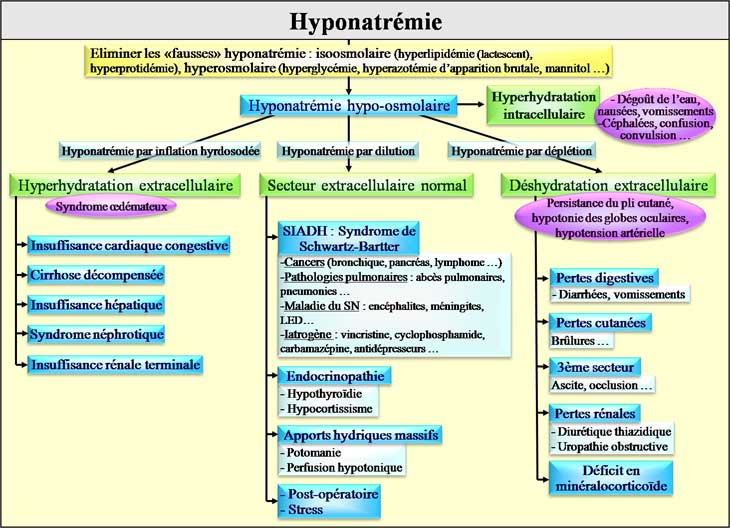 Hyponatrémie
Eliminer les «fausses» hyponatrémie : isoosmolaire (hyperlipidémie (lactescent),
hyperprotidémie), hyperosmolaire (hyperglycémie, hyperazotémie d'apparition brutale, mannitol …)
Hyponatrémie hypo-osmolaire
Hyperhydratation
intracellulaire
- Dégoût de l'eau,
nausées, vomissements
-Céphalées, confusion,
convulsion …
Hyponatrémie par inflation hyrdosodée
Hyponatrémie par dilution
Hyponatrémie par déplétion
Hyperhydratation extracellulaire
Syndrome œdémateux
Insuffisance cardiaque congestive
Cirrhose décompensée
Insuffisance hépatique
Syndrome néphrotique
Insuffisance rénale terminale
Secteur extracellulaire normal
SIADH : Syndrome de
Schwartz-Bartter
-Cancers (bronchique, pancréas, lymphome …)
-Pathologies pulmonaires : abcès pulmonaires,
pneumonies …
-Maladie du SN : encéphalites, méningites,
LED…
-Iatrogène : vincristine, cyclophosphamide,
carbamazépine, antidépresseurs …
Endocrinopathie
- Hypothyroïdie
- Hypocortissisme
Apports hydriques massifs
- Potomanie
- Perfusion hypotonique
- Post-opératoire
- Stress
Déshydratation extracellulaire
Persistance du pli cutané,
hypotonie des globes oculaires,
hypotension artérielle
Pertes digestives
- Diarrhées, vomissements
Pertes cutanées
Brûlures …
3ème secteur
Ascite, occlusion …
Pertes rénales
- Diurétique thiazidique
- Uropathie obstructive
Déficit en
minéralocorticoïde